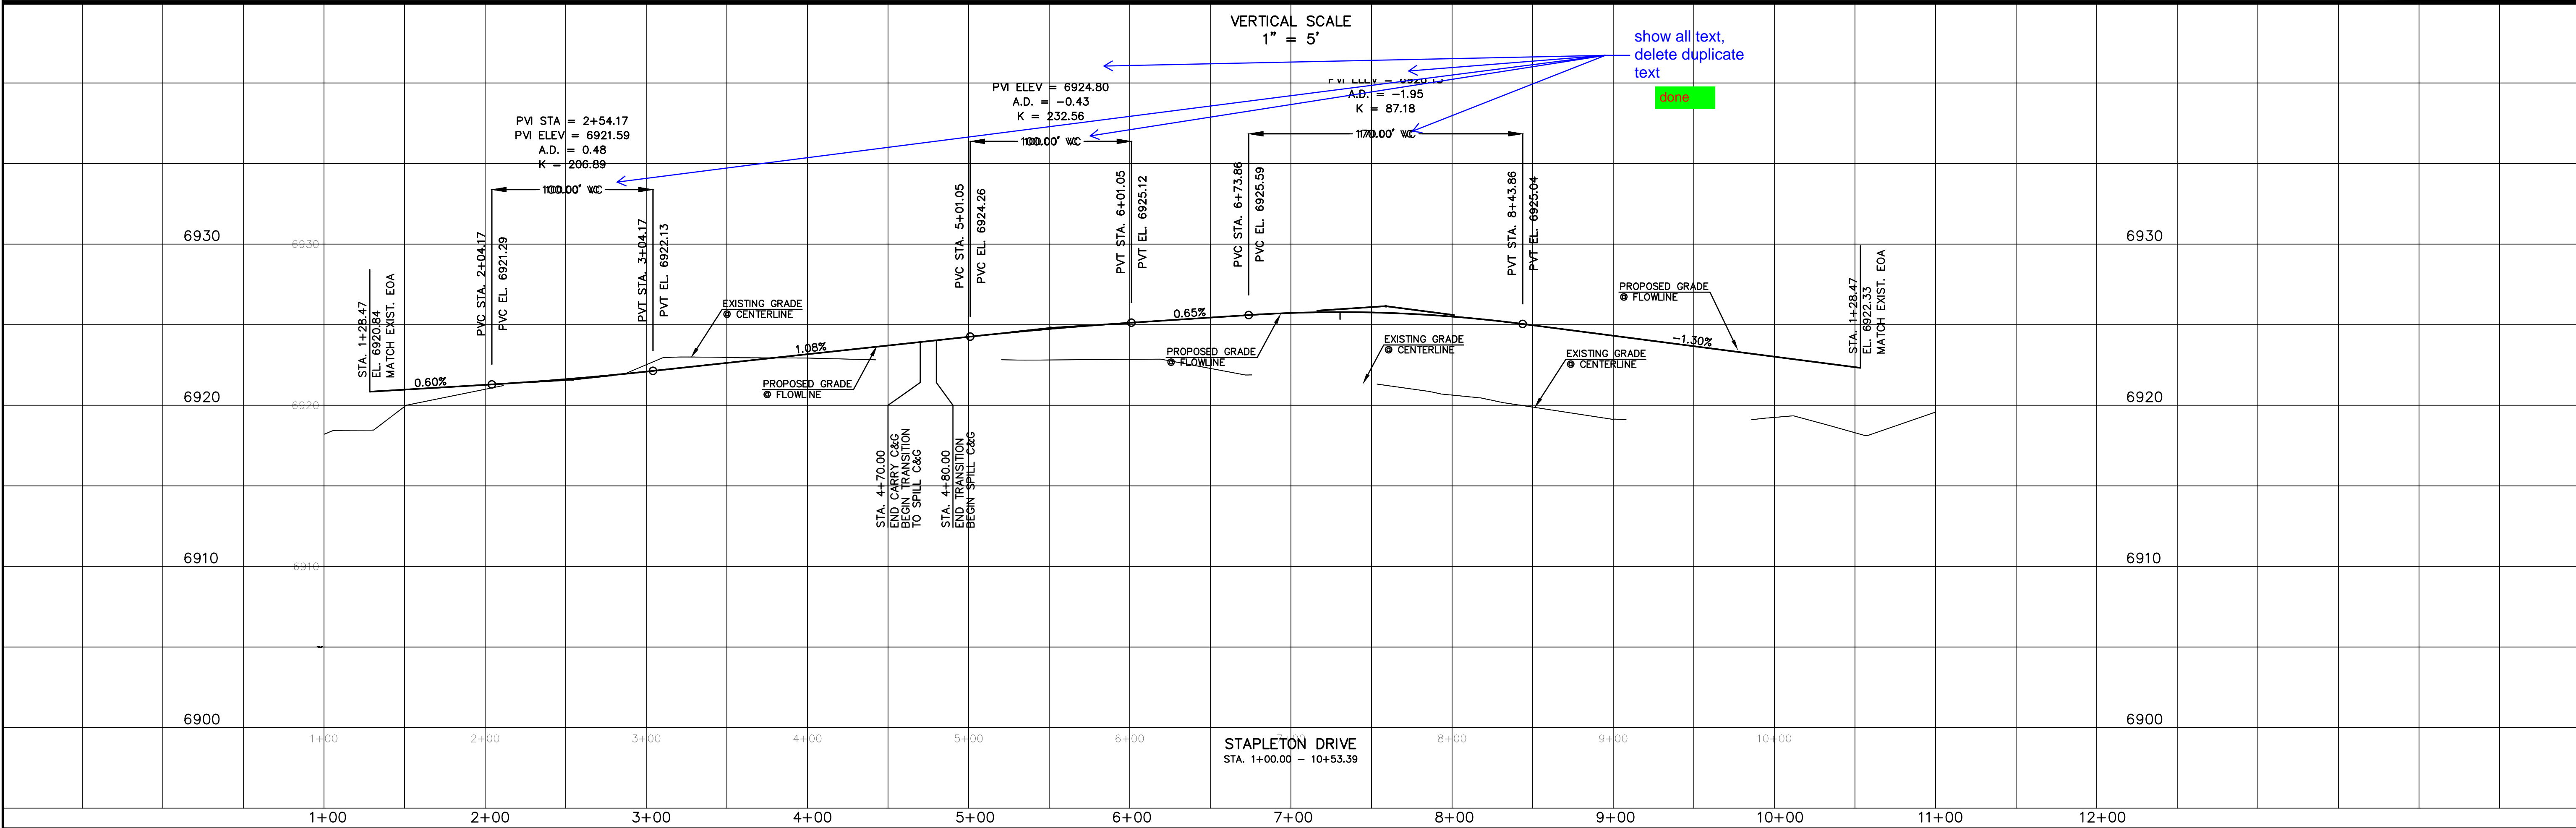 VERTICAL SCALE
1" = 5'
show all text,
delete duplicate
text
done
PVI STA = 2+54.17
PVI ELEV = 6921.59
A.D. = 0.48
K = 206.89
100.00' VC
PVI ELEV = 6924.80
A.D. = -0.43
K = 232.56
100.00' VC
A.D. = -1.95
K = 87.18
170.00' VC
PVC STA. 2+04.17
PVC EL. 6921.29
PVT STA. 3+04.17
PVT EL. 6922.13
PVC STA. 5+01.05
PVC EL. 6924.26
PVT STA. 6+01.05
PVT EL. 6925.12
PVC STA. 6+73.86
PVC EL. 6925.59
PVT STA. 8+43.86
PVT EL. 6925.04
6930
6930
6930
STA. 1+28.47
EL. 6920.84
MATCH EXIST. EOA
EXISTING GRADE
@ CENTERLINE
PROPOSED GRADE
@ FLOWLINE
STA. 1+28.47
EL. 6922.33
MATCH EXIST. EOA
0.60%
1.08%
0.65%
-1.30%
PROPOSED GRADE
@ FLOWLINE
PROPOSED GRADE
@ FLOWLINE
EXISTING GRADE
@ CENTERLINE
EXISTING GRADE
@ CENTERLINE
6920
6920
6920
STA. 4+70.00
END CARRY C&G
BEGIN TRANSITION
TO SPILL C&G
STA. 4+80.00
END TRANSITION
BEGIN SPILL C&G
6910
6910
6910
6900
6900
1+00 2+00 3+00 4+00 5+00 6+00 7+00 8+00 9+00 10+00
STAPLETON DRIVE
STA. 1+00.00 - 10+53.39
1+00 2+00 3+00 4+00 5+00 6+00 7+00 8+00 9+00 10+00 11+00 12+00